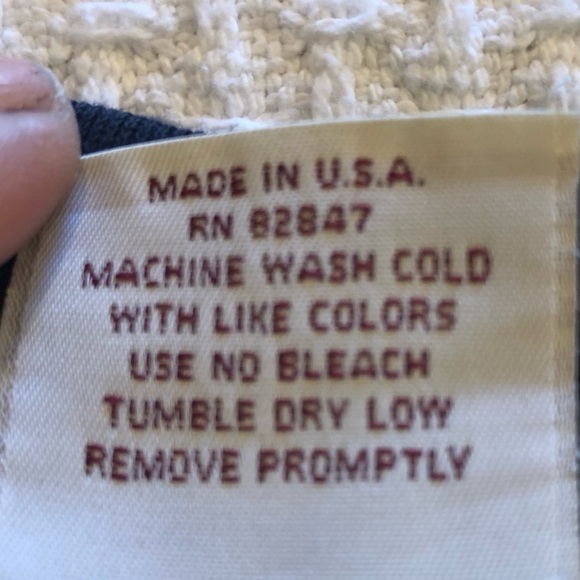 MADE IN U.S.A.
RN 82847
MACHINE WASH COLD
WITH LIKE COLORS
USE NO BLEACH
TUMBLE DRY LOW
REMOVE PROMPTLY